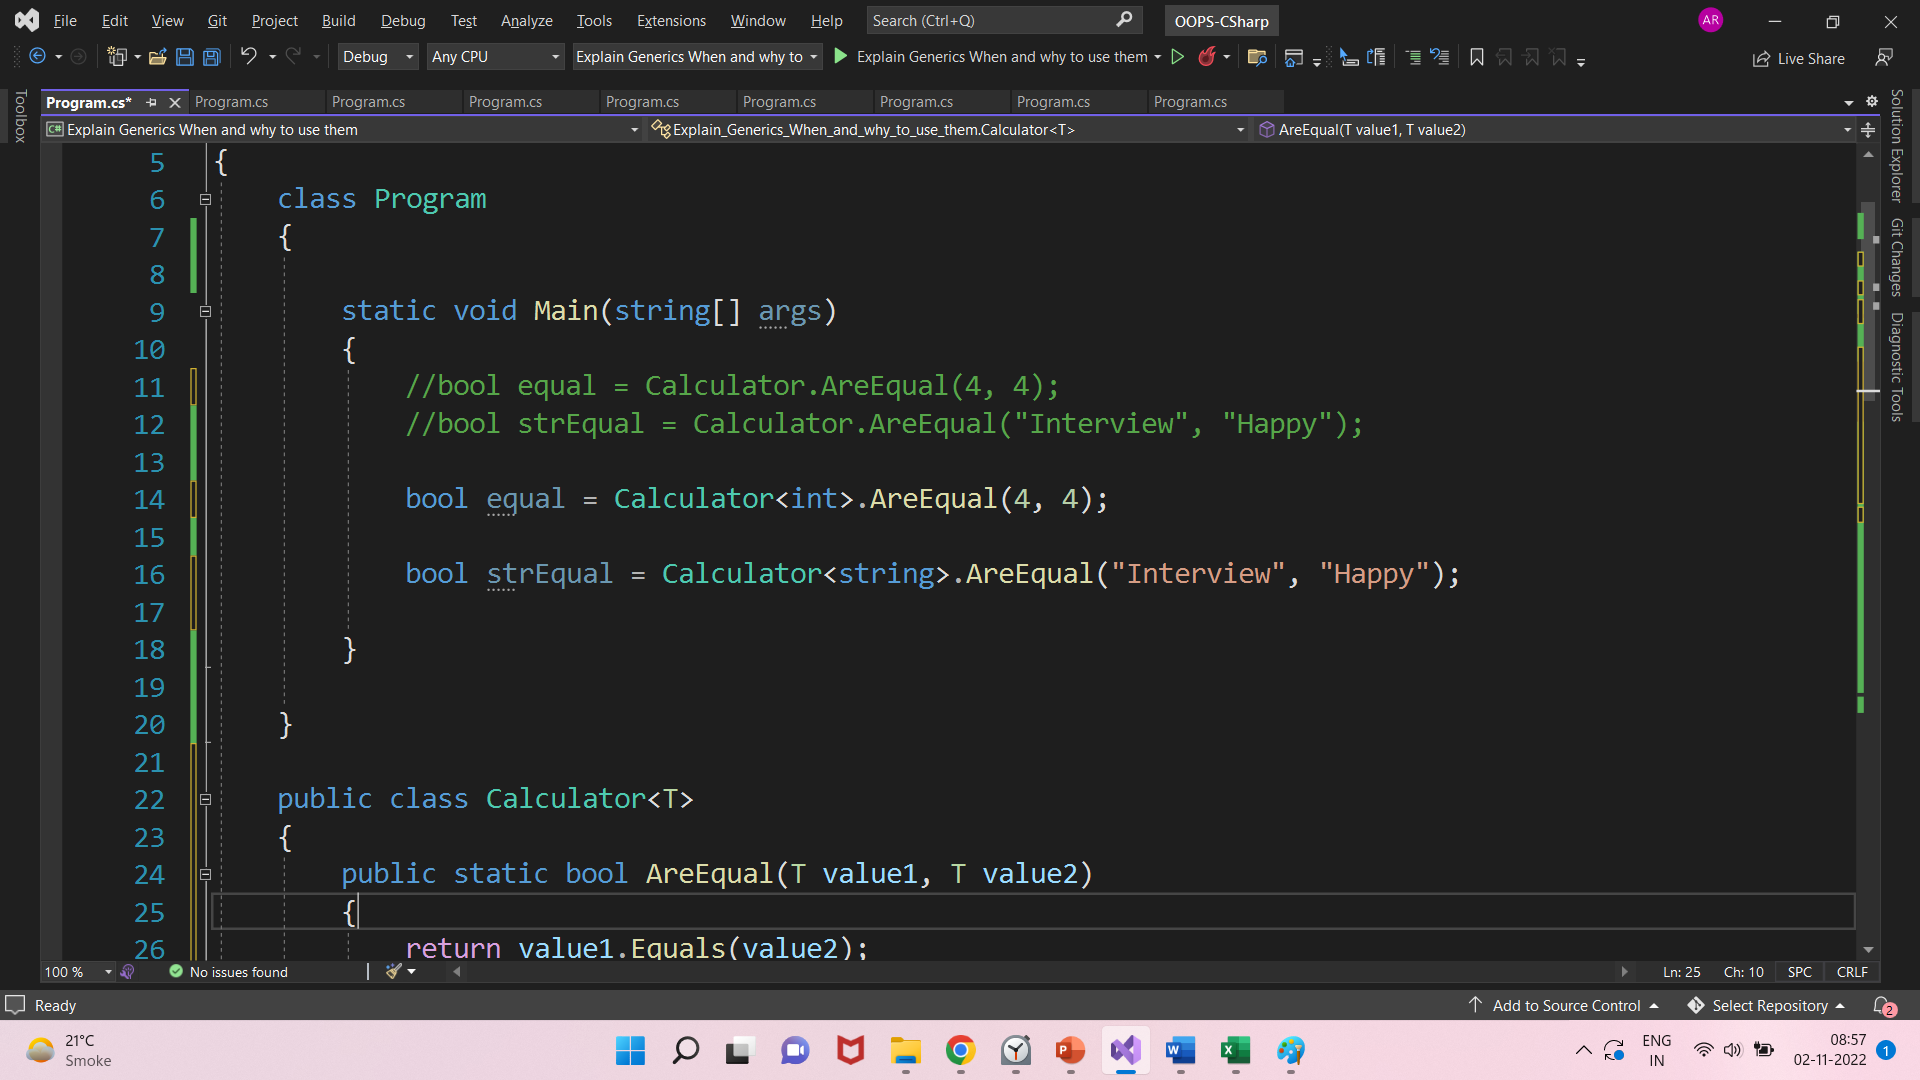 File Edit View Git Project Build Debug Test Analyze Tools Extensions Window Help Search (Ctrl+Q) OOPS-CSharp AR
Debug Any CPU Explain Generics When and why to Explain Generics When and why to use them Live Share
Program.cs* Program.cs Program.cs Program.cs Program.cs Program.cs Program.cs Program.cs Program.cs
C# Explain Generics When and why to use them Explain_Generics_When_and_why_to_use_them.Calculator<T> AreEqual(T value1, T value2)
Toolbox
Solution Explorer
Git Changes
Diagnostic Tools
5 {
6 class Program
7 {
8
9 static void Main(string[] args)
10 {
11 //bool equal = Calculator.AreEqual(4, 4);
12 //bool strEqual = Calculator.AreEqual("Interview", "Happy");
13
14 bool equal = Calculator<int>.AreEqual(4, 4);
15
16 bool strEqual = Calculator<string>.AreEqual("Interview", "Happy");
17
18 }
19
20 }
21
22 public class Calculator<T>
23 {
24 public static bool AreEqual(T value1, T value2)
25 {
26 return value1.Equals(value2);
100 % No issues found Ln: 25 Ch: 10 SPC CRLF
Ready Add to Source Control Select Repository 2
21°C
Smoke
P W X
ENG
IN
08:57
02-11-2022
1